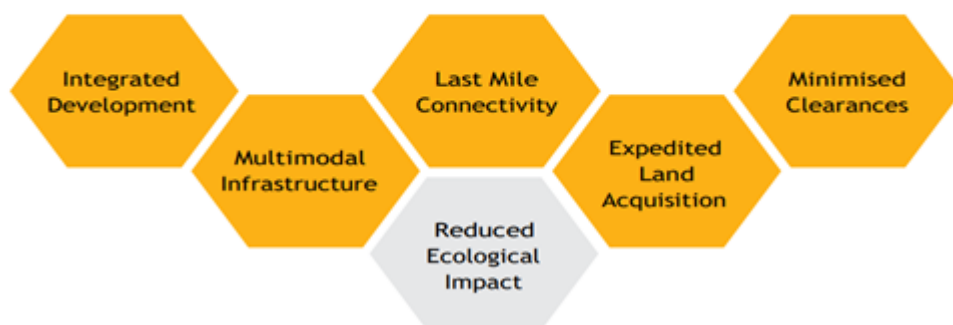 Integrated
Development
Multimodal
Infrastructure
Last Mile
Connectivity
Reduced
Ecological
Impact
Expedited
Land
Acquisition
Minimised
Clearances